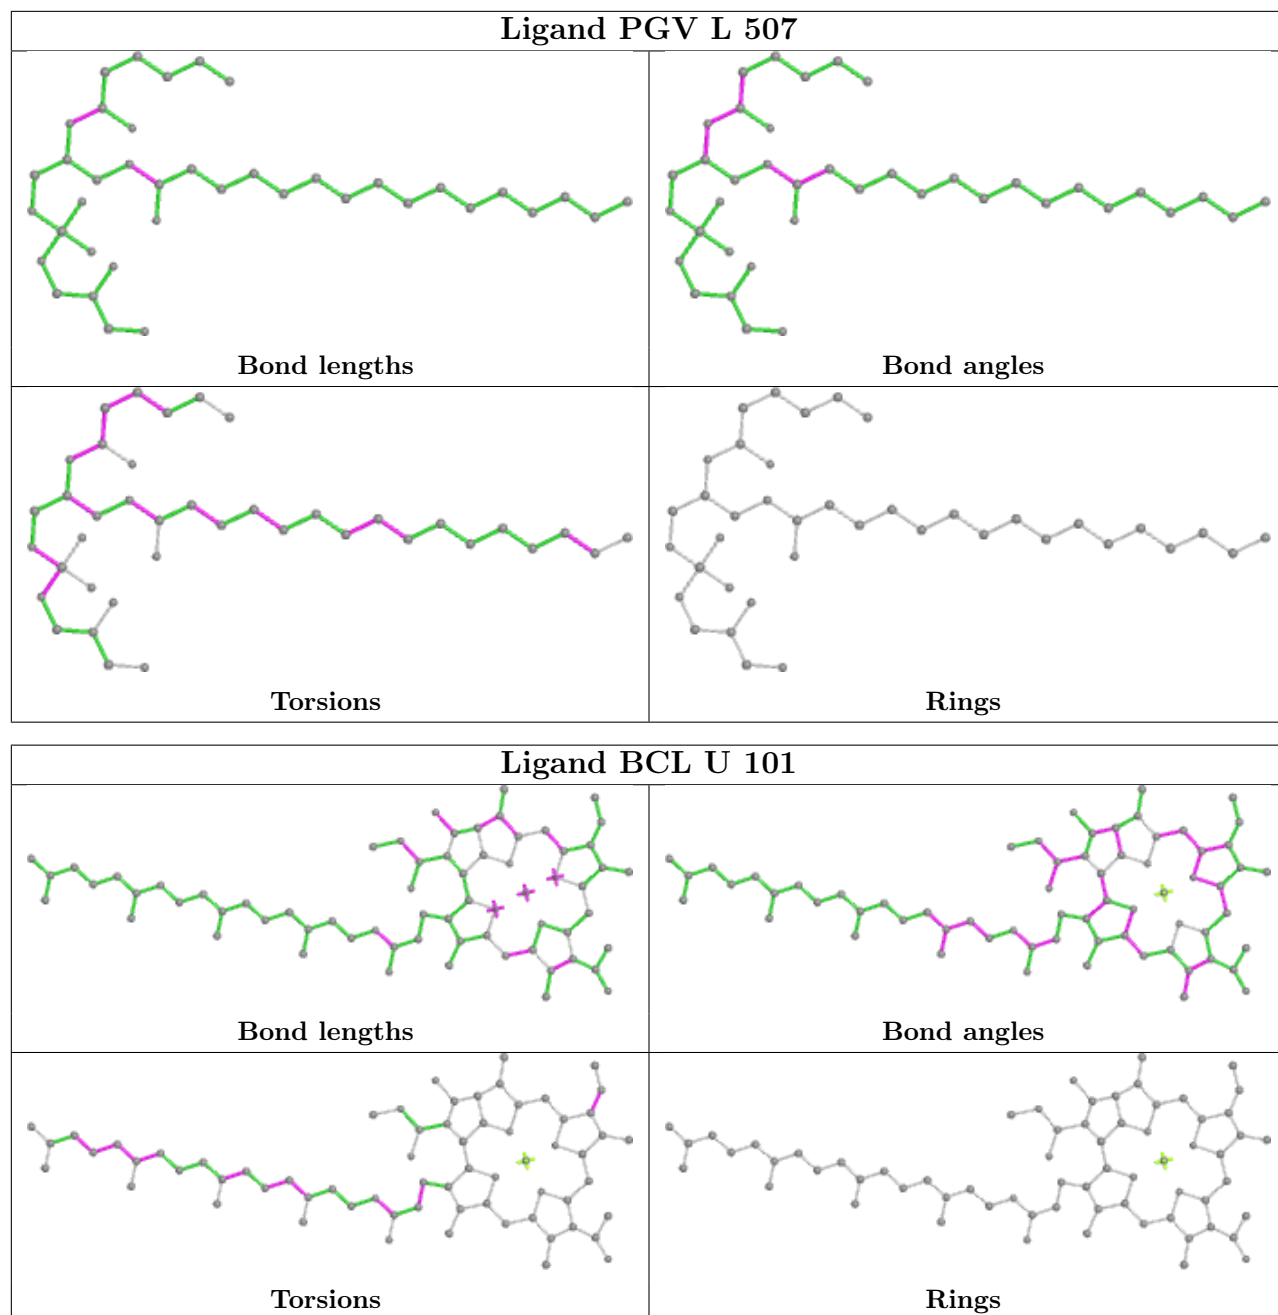 Ligand PGV L 507
Bond lengths
Bond angles
Torsions
Rings
Ligand BCL U 101
Bond lengths
Bond angles
Torsions
Rings